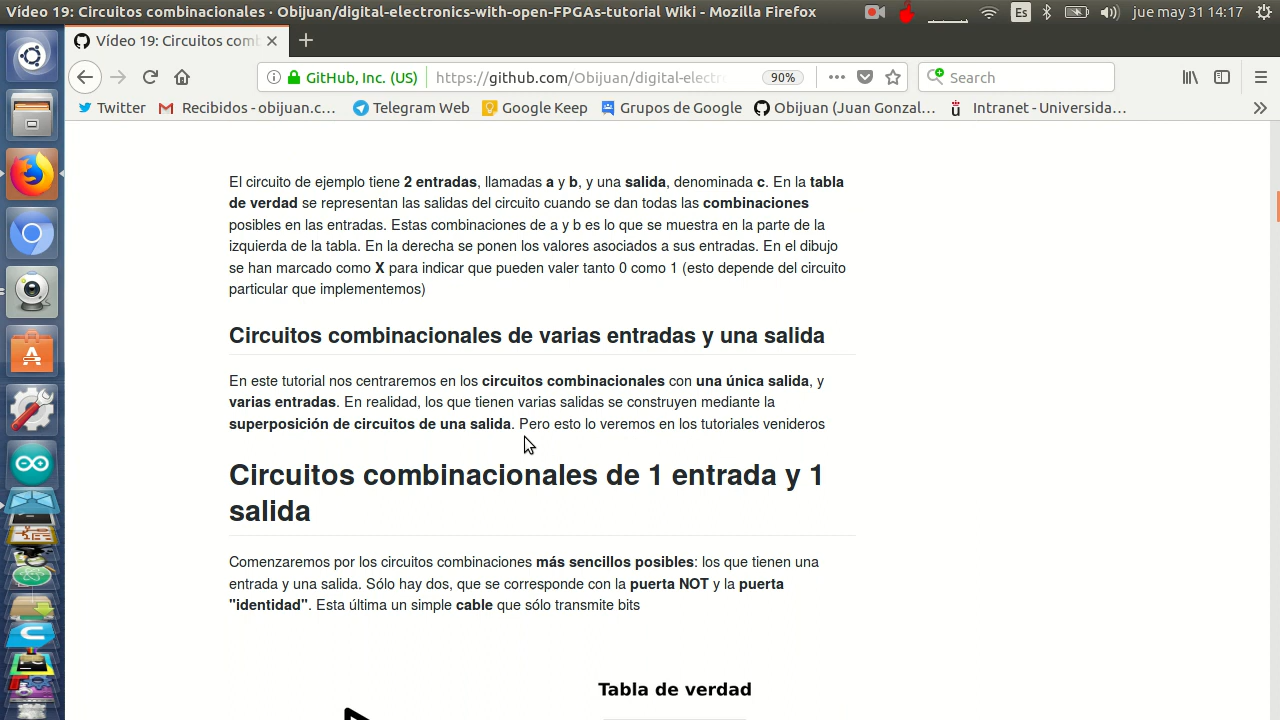 Vídeo 19: Circuitos combinacionales · Obijuan/digital-electronics-with-open-FPGAs-tutorial Wiki - Mozilla Firefox
Es
jue may 31 14:17
Vídeo 19: Circuitos comb
GitHub, Inc. (US)
https://github.com/Obijuan/digital-electr
90%
Search
Twitter
Recibidos - obijuan.c…
Telegram Web
Google Keep
Grupos de Google
Obijuan (Juan Gonzal…
Intranet - Universida…
El circuito de ejemplo tiene 2 entradas, llamadas a y b, y una salida, denominada c. En la tabla
de verdad se representan las salidas del circuito cuando se dan todas las combinaciones
posibles en las entradas. Estas combinaciones de a y b es lo que se muestra en la parte de la
izquierda de la tabla. En la derecha se ponen los valores asociados a sus entradas. En el dibujo
se han marcado como X para indicar que pueden valer tanto 0 como 1 (esto depende del circuito
particular que implementemos)
Circuitos combinacionales de varias entradas y una salida
En este tutorial nos centraremos en los circuitos combinacionales con una única salida, y
varias entradas. En realidad, los que tienen varias salidas se construyen mediante la
superposición de circuitos de una salida. Pero esto lo veremos en los tutoriales venideros
Circuitos combinacionales de 1 entrada y 1
salida
Comenzaremos por los circuitos combinaciones más sencillos posibles: los que tienen una
entrada y una salida. Sólo hay dos, que se corresponde con la puerta NOT y la puerta
"identidad". Esta última un simple cable que sólo transmite bits
Tabla de verdad